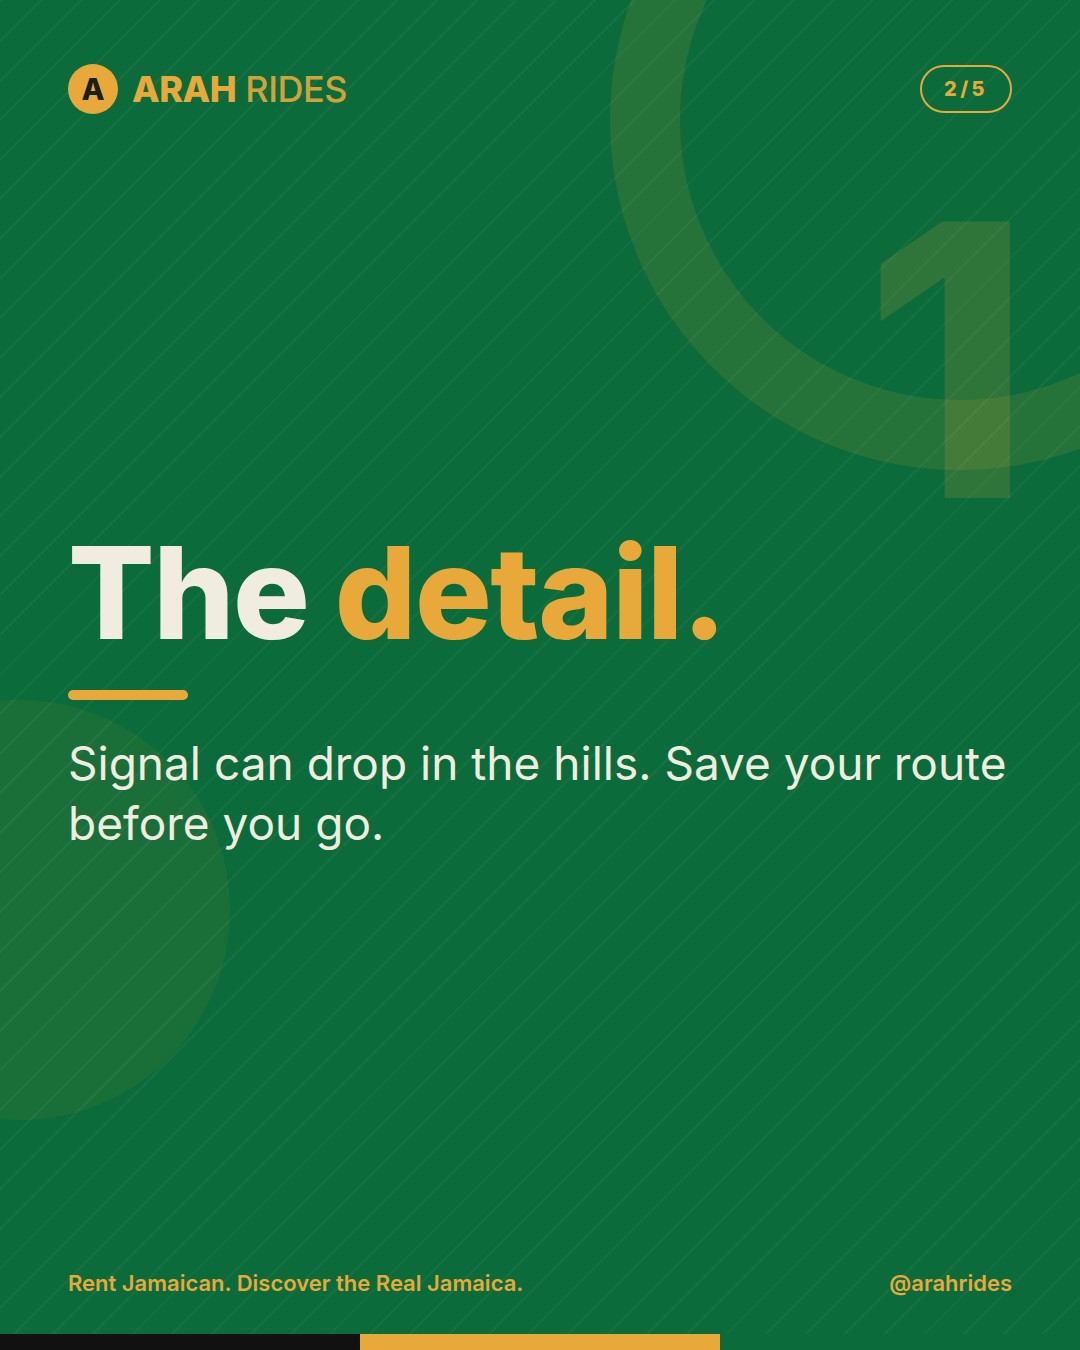 A ARAH RIDES
2/5
1
The detail.
Signal can drop in the hills. Save your route
before you go.
Rent Jamaican. Discover the Real Jamaica.
@arahrides